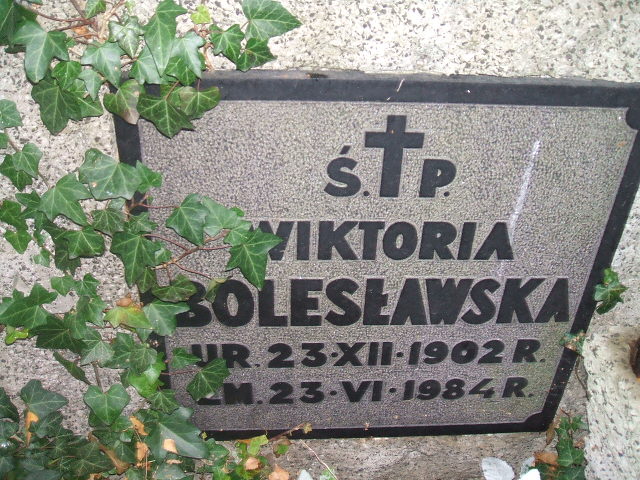 Ś. P.
WIKTORIA
BOLESŁAWSKA
UR. 23·XII·1902 R.
ZM. 23·VI·1984 R.